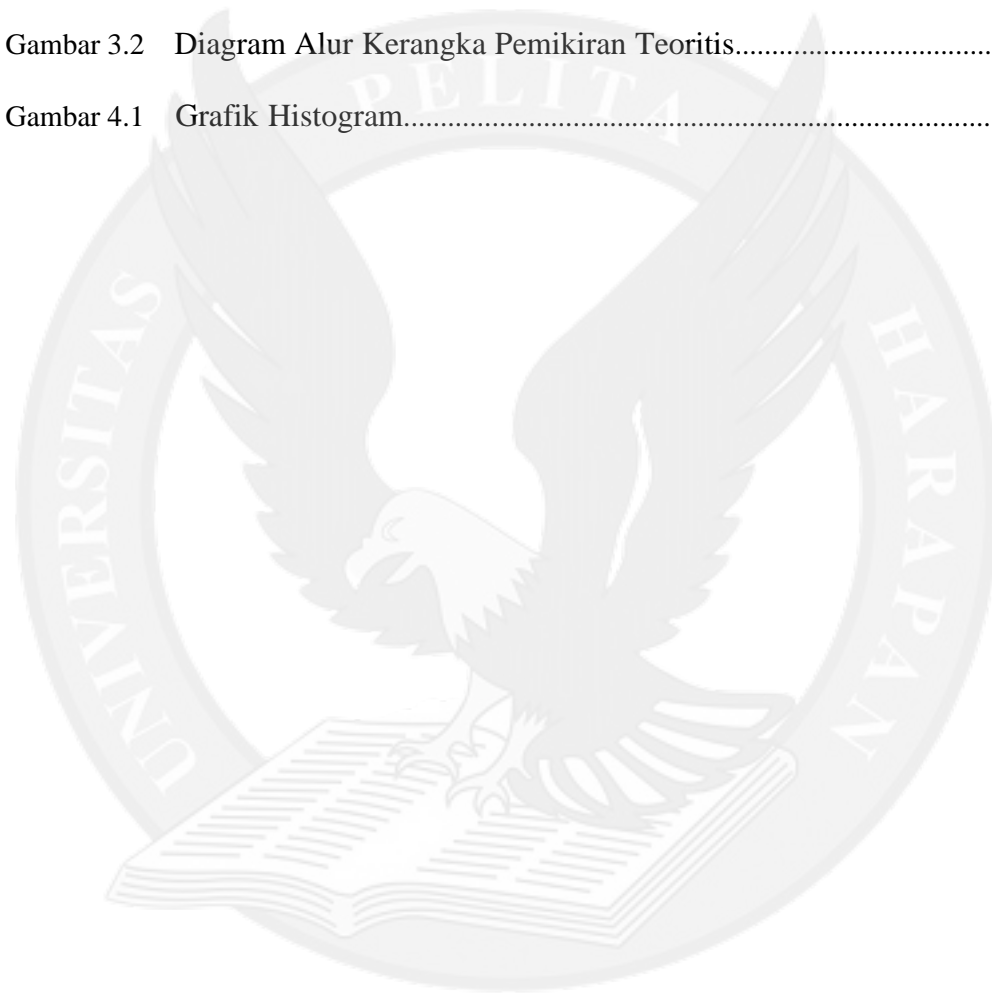 Gambar 3.2 Diagram Alur Kerangka Pemikiran Teoritis..................................
Gambar 4.1 Grafik Histogram................................................................................
UNIVERSITAS PELITA HARAPAN